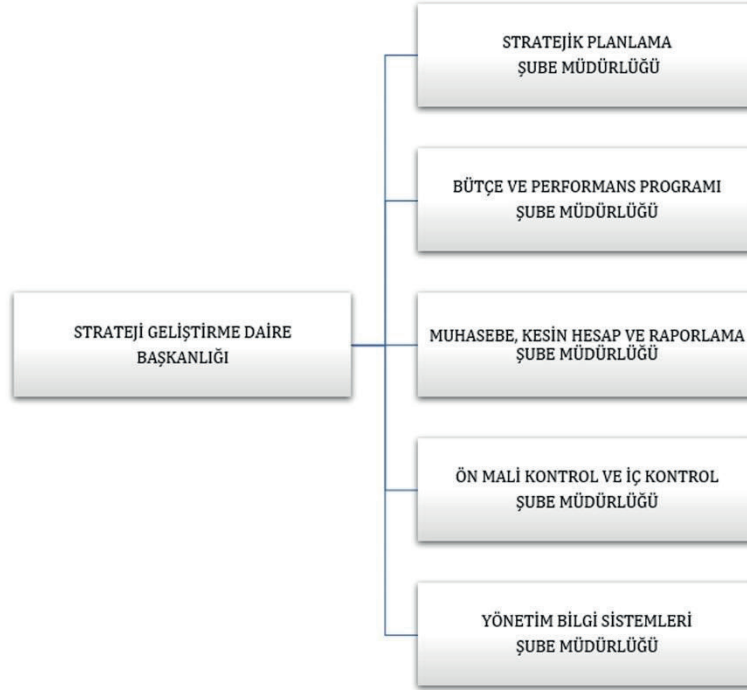 STRATEJİK PLANLAMA
ŞUBE MÜDÜRLÜĞÜ
BÜTÇE VE PERFORMANS PROGRAMI
ŞUBE MÜDÜRLÜĞÜ
STRATEJİ GELİŞTİRME DAİRE
BAŞKANLIĞI
MUHASEBE, KESİN HESAP VE RAPORLAMA
ŞUBE MÜDÜRLÜĞÜ
ÖN MALİ KONTROL VE İÇ KONTROL
ŞUBE MÜDÜRLÜĞÜ
YÖNETİM BİLGİ SİSTEMLERİ
ŞUBE MÜDÜRLÜĞÜ